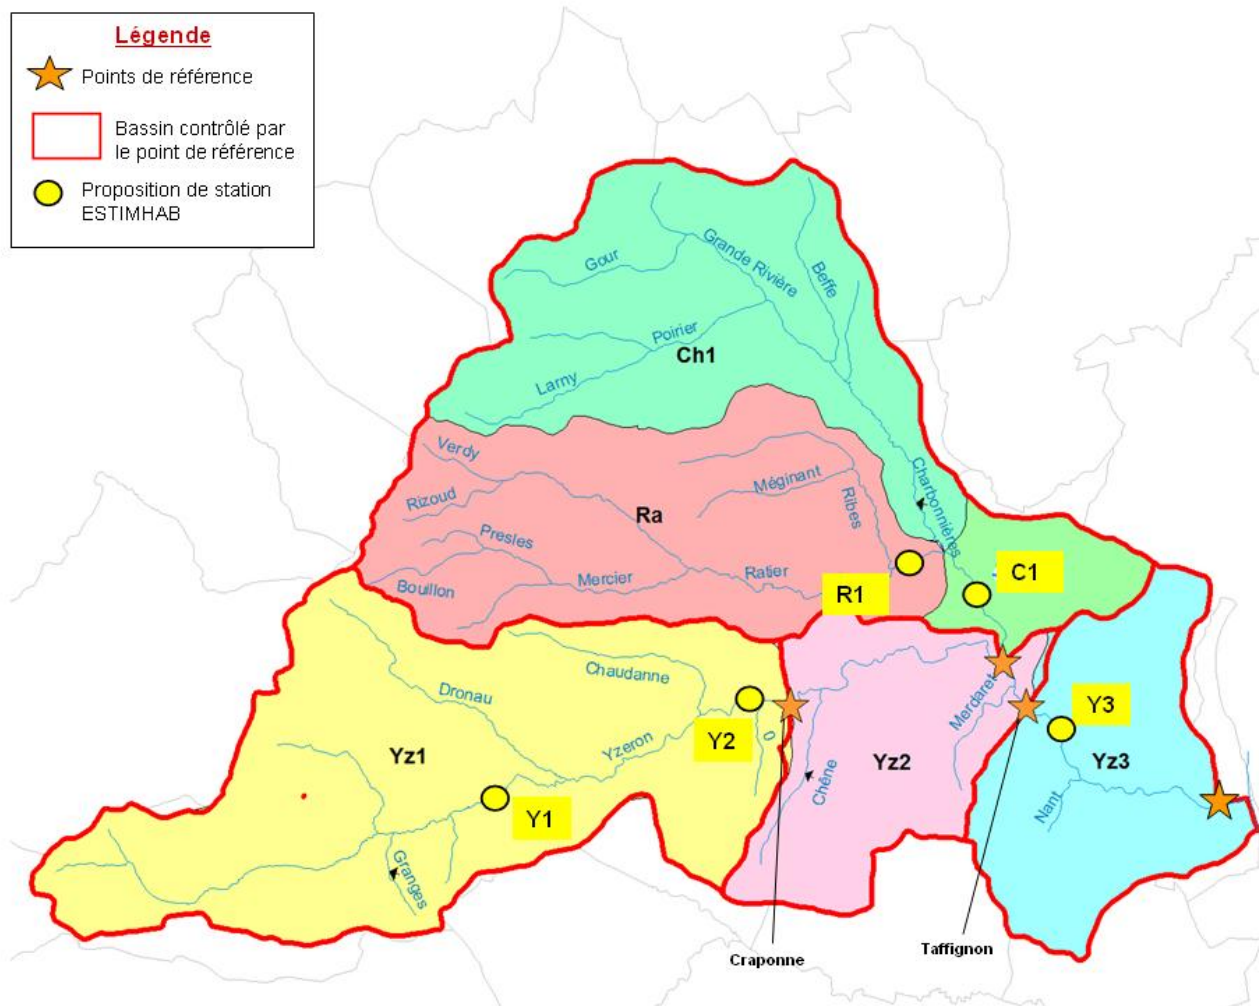 Légende
Points de référence
Bassin contrôlé par
le point de référence
Proposition de station
ESTIMHAB
Gour
Grande Rivière
Beffe
Poirier
Ch1
Larny
Verdy
Rizoud
Méginant
Ribes
Charbonnières
Ra
Presles
Bouillon
Mercier
Ratier
R1
C1
Chaudanne
Dronau
Yzeron
Y2
O
Merdaret
Y3
Yz1
Yz2
Yz3
Chêne
Nant
Y1
Granges
Craponne
Taffignon